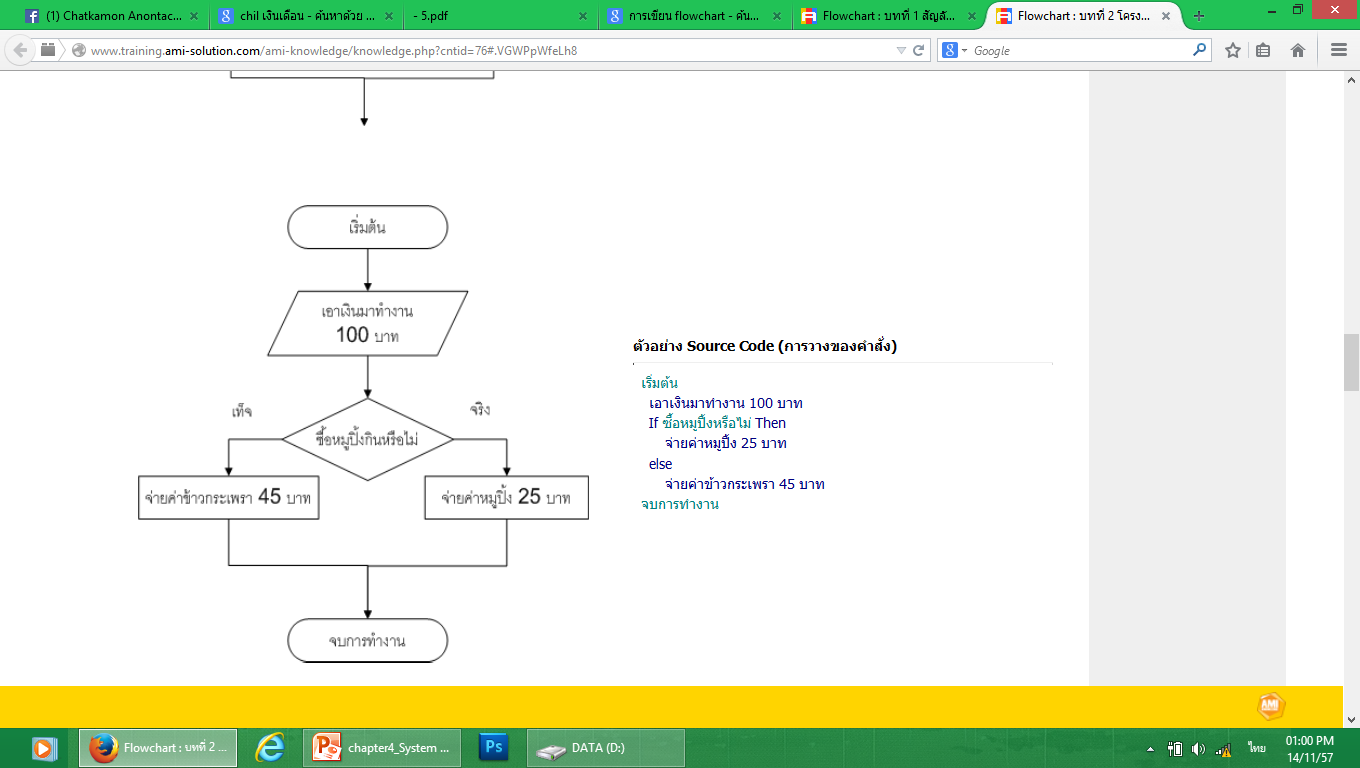 (1) Chatkamon Anontac...
chil เงินเดือน - ค้นหาด้วย ...
- 5.pdf
การเขียน flowchart - ค้น...
Flowchart : บทที่ 1 สัญลั...
Flowchart : บทที่ 2 โครง...
www.training.ami-solution.com/ami-knowledge/knowledge.php?cntid=76#.VGWPpWfeLh8
Google
เริ่มต้น
เอาเงินมาทำงาน
100 บาท
เท็จ
จริง
ซื้อหมูปิ้งกินหรือไม่
จ่ายค่าข้าวกระเพรา 45 บาท
จ่ายค่าหมูปิ้ง 25 บาท
จบการทำงาน
ตัวอย่าง Source Code (การวางของคำสั่ง)
เริ่มต้น
เอาเงินมาทำงาน 100 บาท
If ซื้อหมูปิ้งหรือไม่ Then
จ่ายค่าหมูปิ้ง 25 บาท
else
จ่ายค่าข้าวกระเพรา 45 บาท
จบการทำงาน
AMI
Flowchart : บทที่ 2 ...
chapter4_System ...
Ps
DATA (D:)
ไทย
01:00 PM
14/11/57